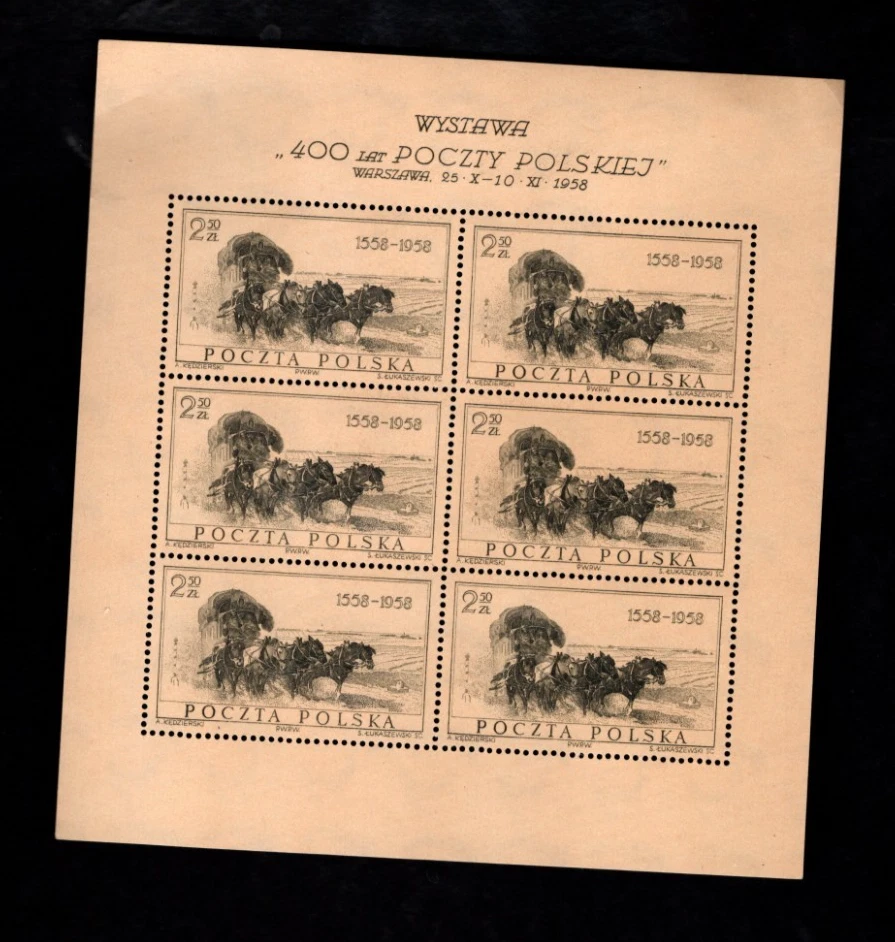 WYSTAWA
„400 LAT POCZTY POLSKIEJ”
WARSZAWA, 25·X–10·XI·1958
2 50 ZŁ
1558–1958
POCZTA POLSKA
A. KĘDZIERSKI PWPW. S. ŁUKASZEWSKI SC.
2 50 ZŁ
1558–1958
POCZTA POLSKA
A. KĘDZIERSKI PWPW. S. ŁUKASZEWSKI SC.
2 50 ZŁ
1558–1958
POCZTA POLSKA
A. KĘDZIERSKI PWPW. S. ŁUKASZEWSKI SC.
2 50 ZŁ
1558–1958
POCZTA POLSKA
A. KĘDZIERSKI PWPW. S. ŁUKASZEWSKI SC.
2 50 ZŁ
1558–1958
POCZTA POLSKA
A. KĘDZIERSKI PWPW. S. ŁUKASZEWSKI SC.
2 50 ZŁ
1558–1958
POCZTA POLSKA
A. KĘDZIERSKI PWPW. S. ŁUKASZEWSKI SC.